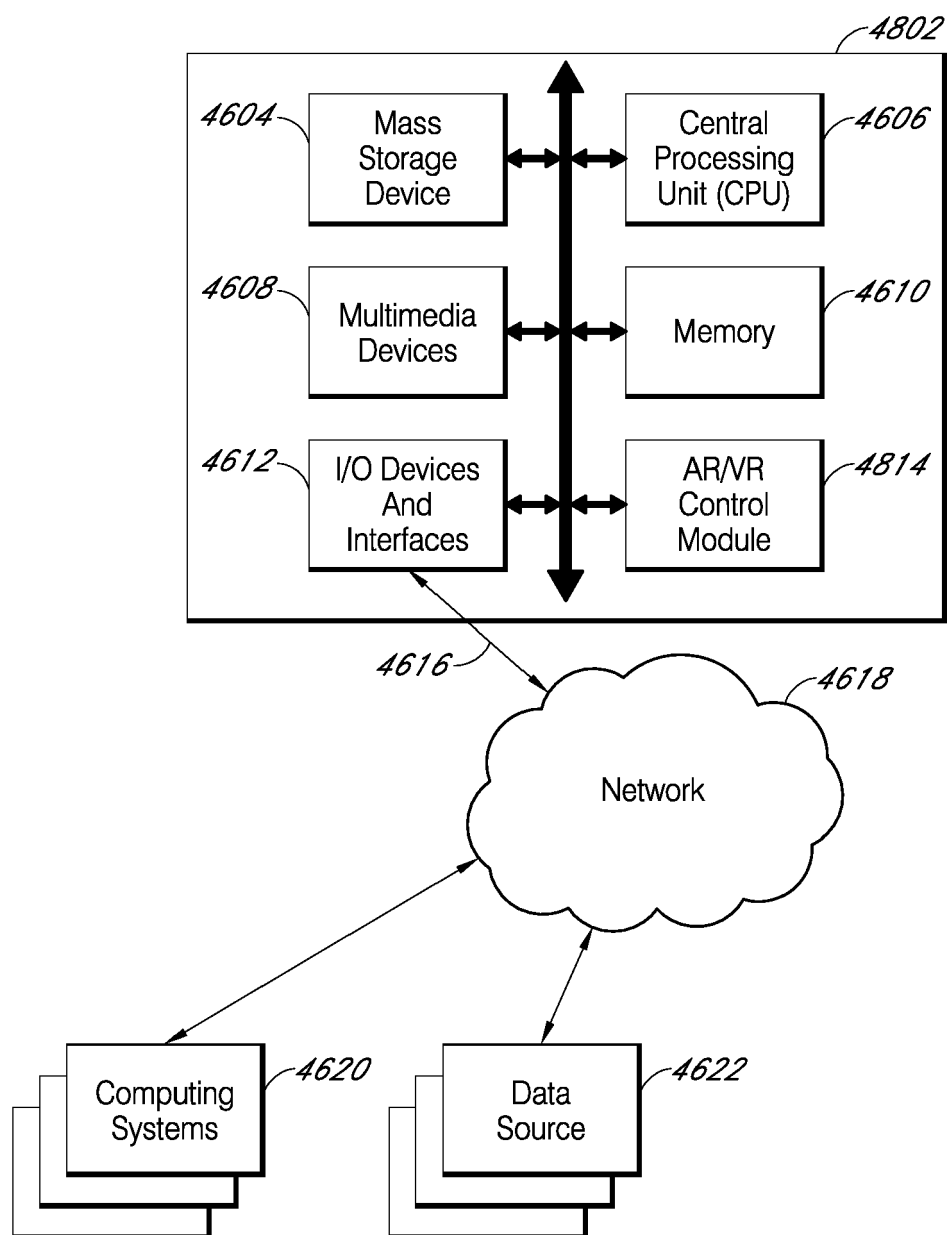 4802
4604
Mass
Storage
Device
Central
Processing
Unit (CPU)
4606
4608
Multimedia
Devices
Memory
4610
4612
I/O Devices
And
Interfaces
AR/VR
Control
Module
4814
4616
4618
Network
Computing
Systems
4620
Data
Source
4622